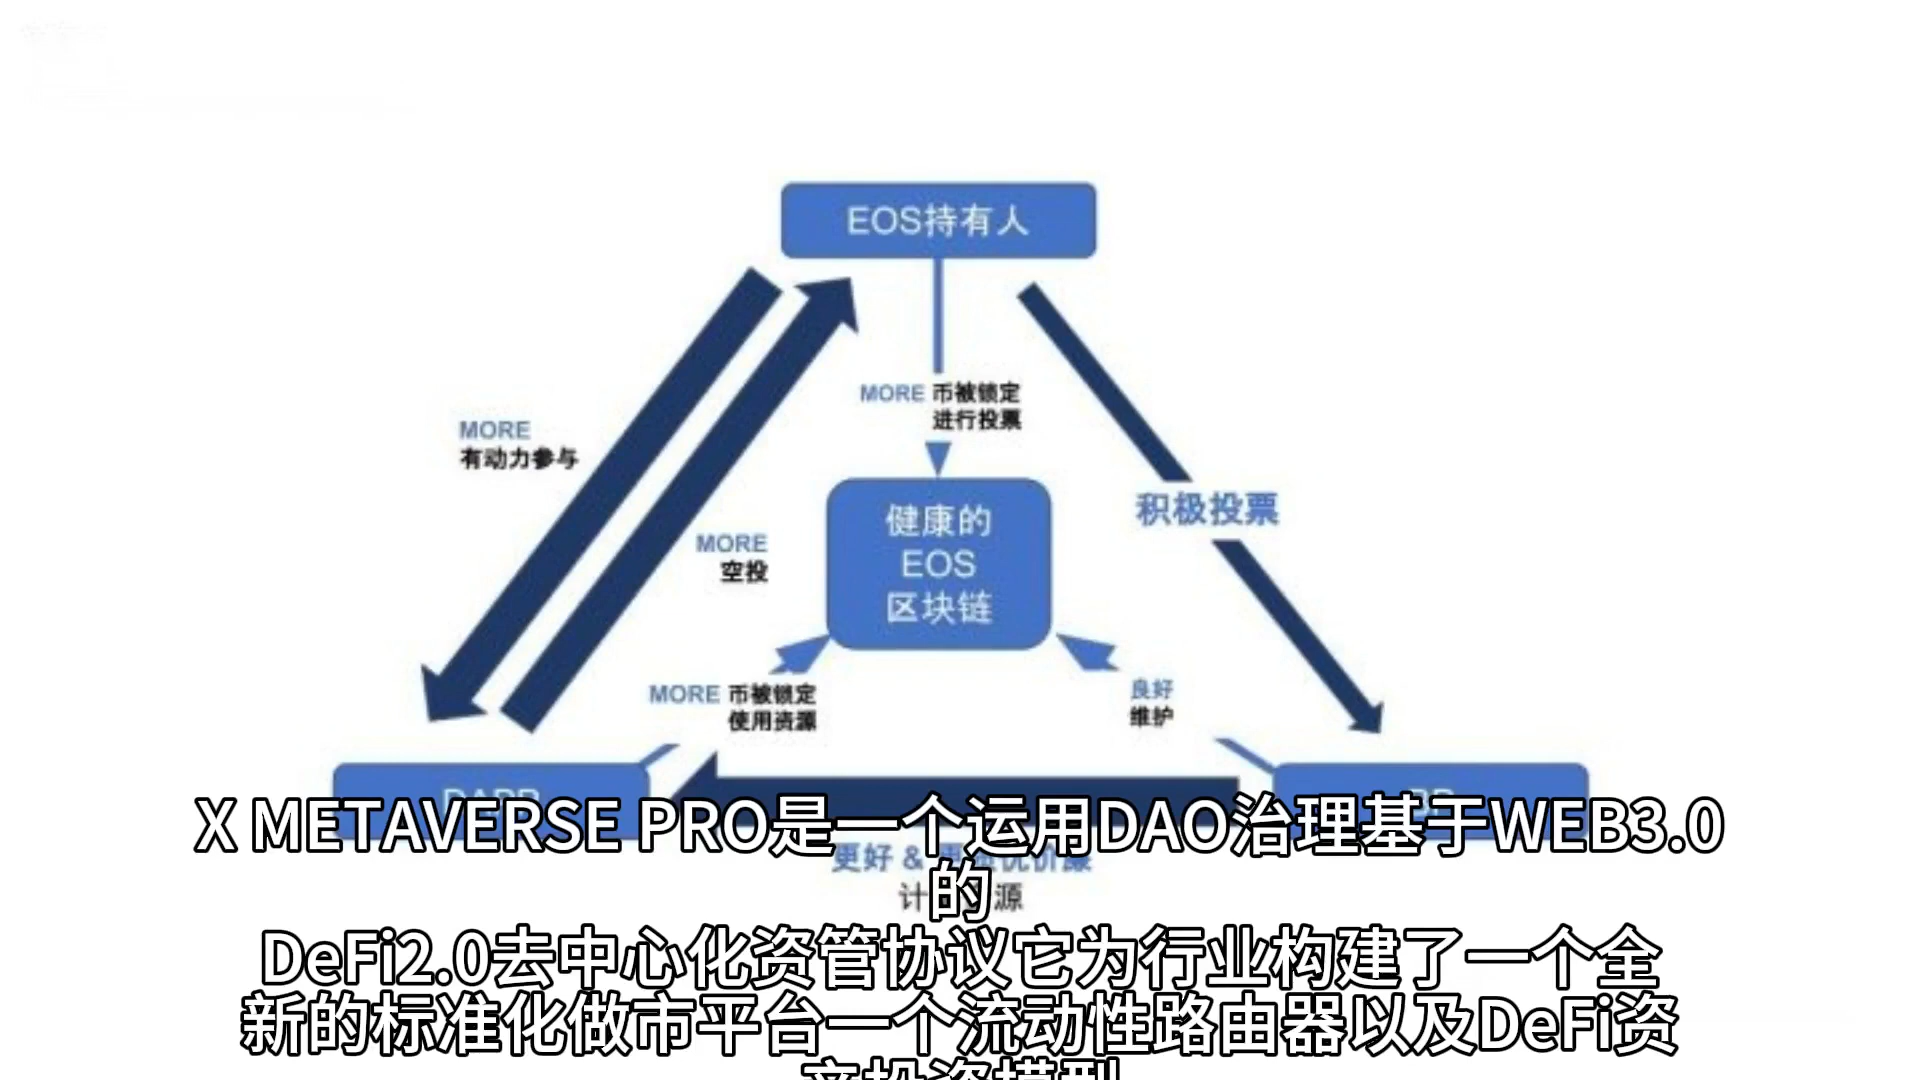 EOS持有人
MORE 币被锁定
进行投票
MORE
有动力参与
积极投票
健康的
EOS
区块链
MORE
空投
MORE 币被锁定
使用资源
良好
维护
X METAVERSE PRO是一个运用DAO治理基于WEB3.0
的
DeFi2.0去中心化资管协议它为行业构建了一个全
新的标准化做市平台一个流动性路由器以及DeFi资
产投资模型